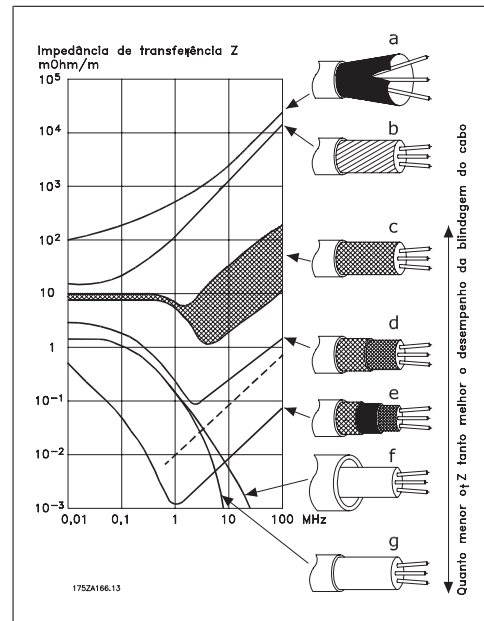 Impedância de transferência Z
mOhm/m
10⁵
10⁴
10³
10²
10
1
10⁻¹
10⁻²
10⁻³
0,01
0,1
1
10
100
MHz
a
b
c
d
e
f
g
Quanto menor o Z tanto melhor o desempenho da blindagem do cabo
175ZA166.13